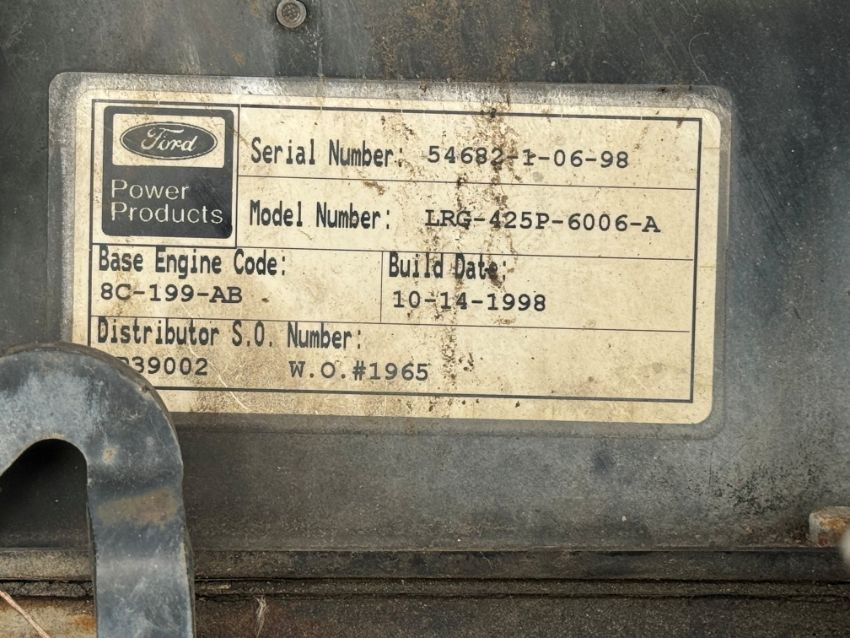 Ford
Power
Products
Serial Number: 54682-1-06-98
Model Number: LRG-425P-6006-A
Base Engine Code:
8C-199-AB
Build Date:
10-14-1998
Distributor S.O. Number:
39002 W.O.#1965